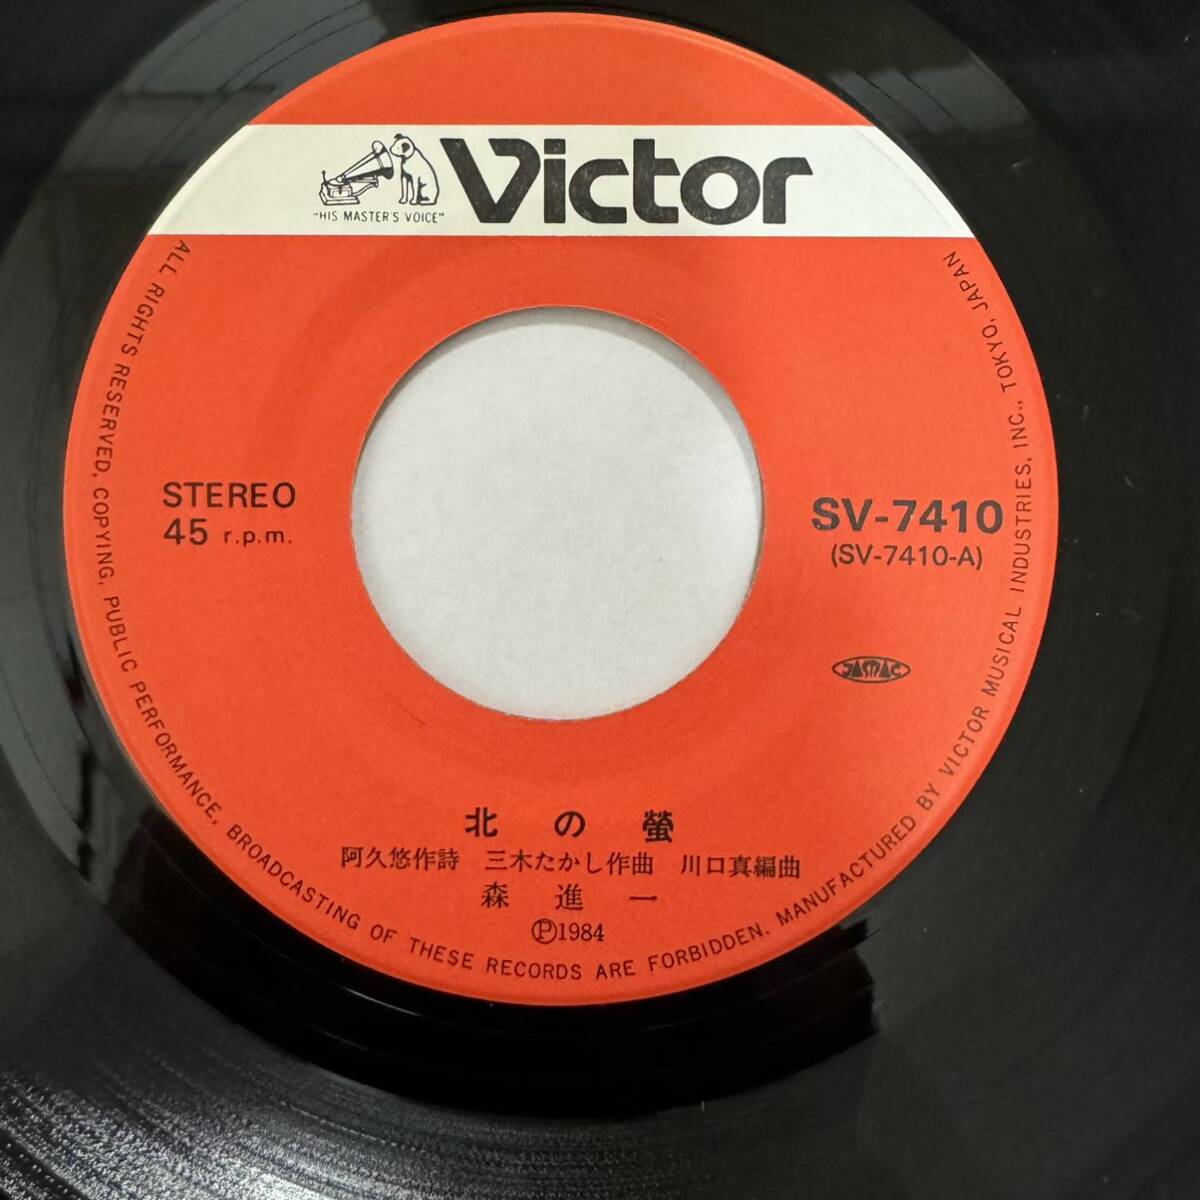 Victor
"HIS MASTER'S VOICE"
STEREO
45 r.p.m.
SV-7410
(SV-7410-A)
JASRAC
北の螢
阿久悠作詩 三木たかし作曲 川口真編曲
森進一
Ⓟ1984
ALL RIGHTS RESERVED, COPYING, PUBLIC PERFORMANCE, BROADCASTING OF THESE RECORDS ARE FORBIDDEN. MANUFACTURED BY VICTOR MUSICAL INDUSTRIES, INC., TOKYO, JAPAN